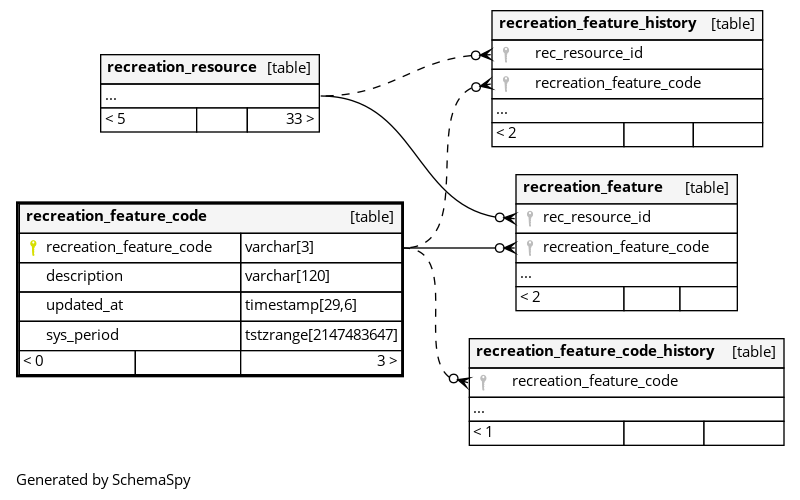 recreation_feature_history [table]
rec_resource_id
recreation_feature_code
...
< 2
recreation_resource [table]
...
< 5 33 >
recreation_feature [table]
rec_resource_id
recreation_feature_code
...
< 2
recreation_feature_code [table]
recreation_feature_code varchar[3]
description varchar[120]
updated_at timestamp[29,6]
sys_period tstzrange[2147483647]
< 0 3 >
recreation_feature_code_history [table]
recreation_feature_code
...
< 1
Generated by SchemaSpy